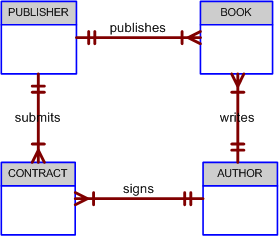 PUBLISHER
BOOK
publishes
submits
writes
CONTRACT
AUTHOR
signs